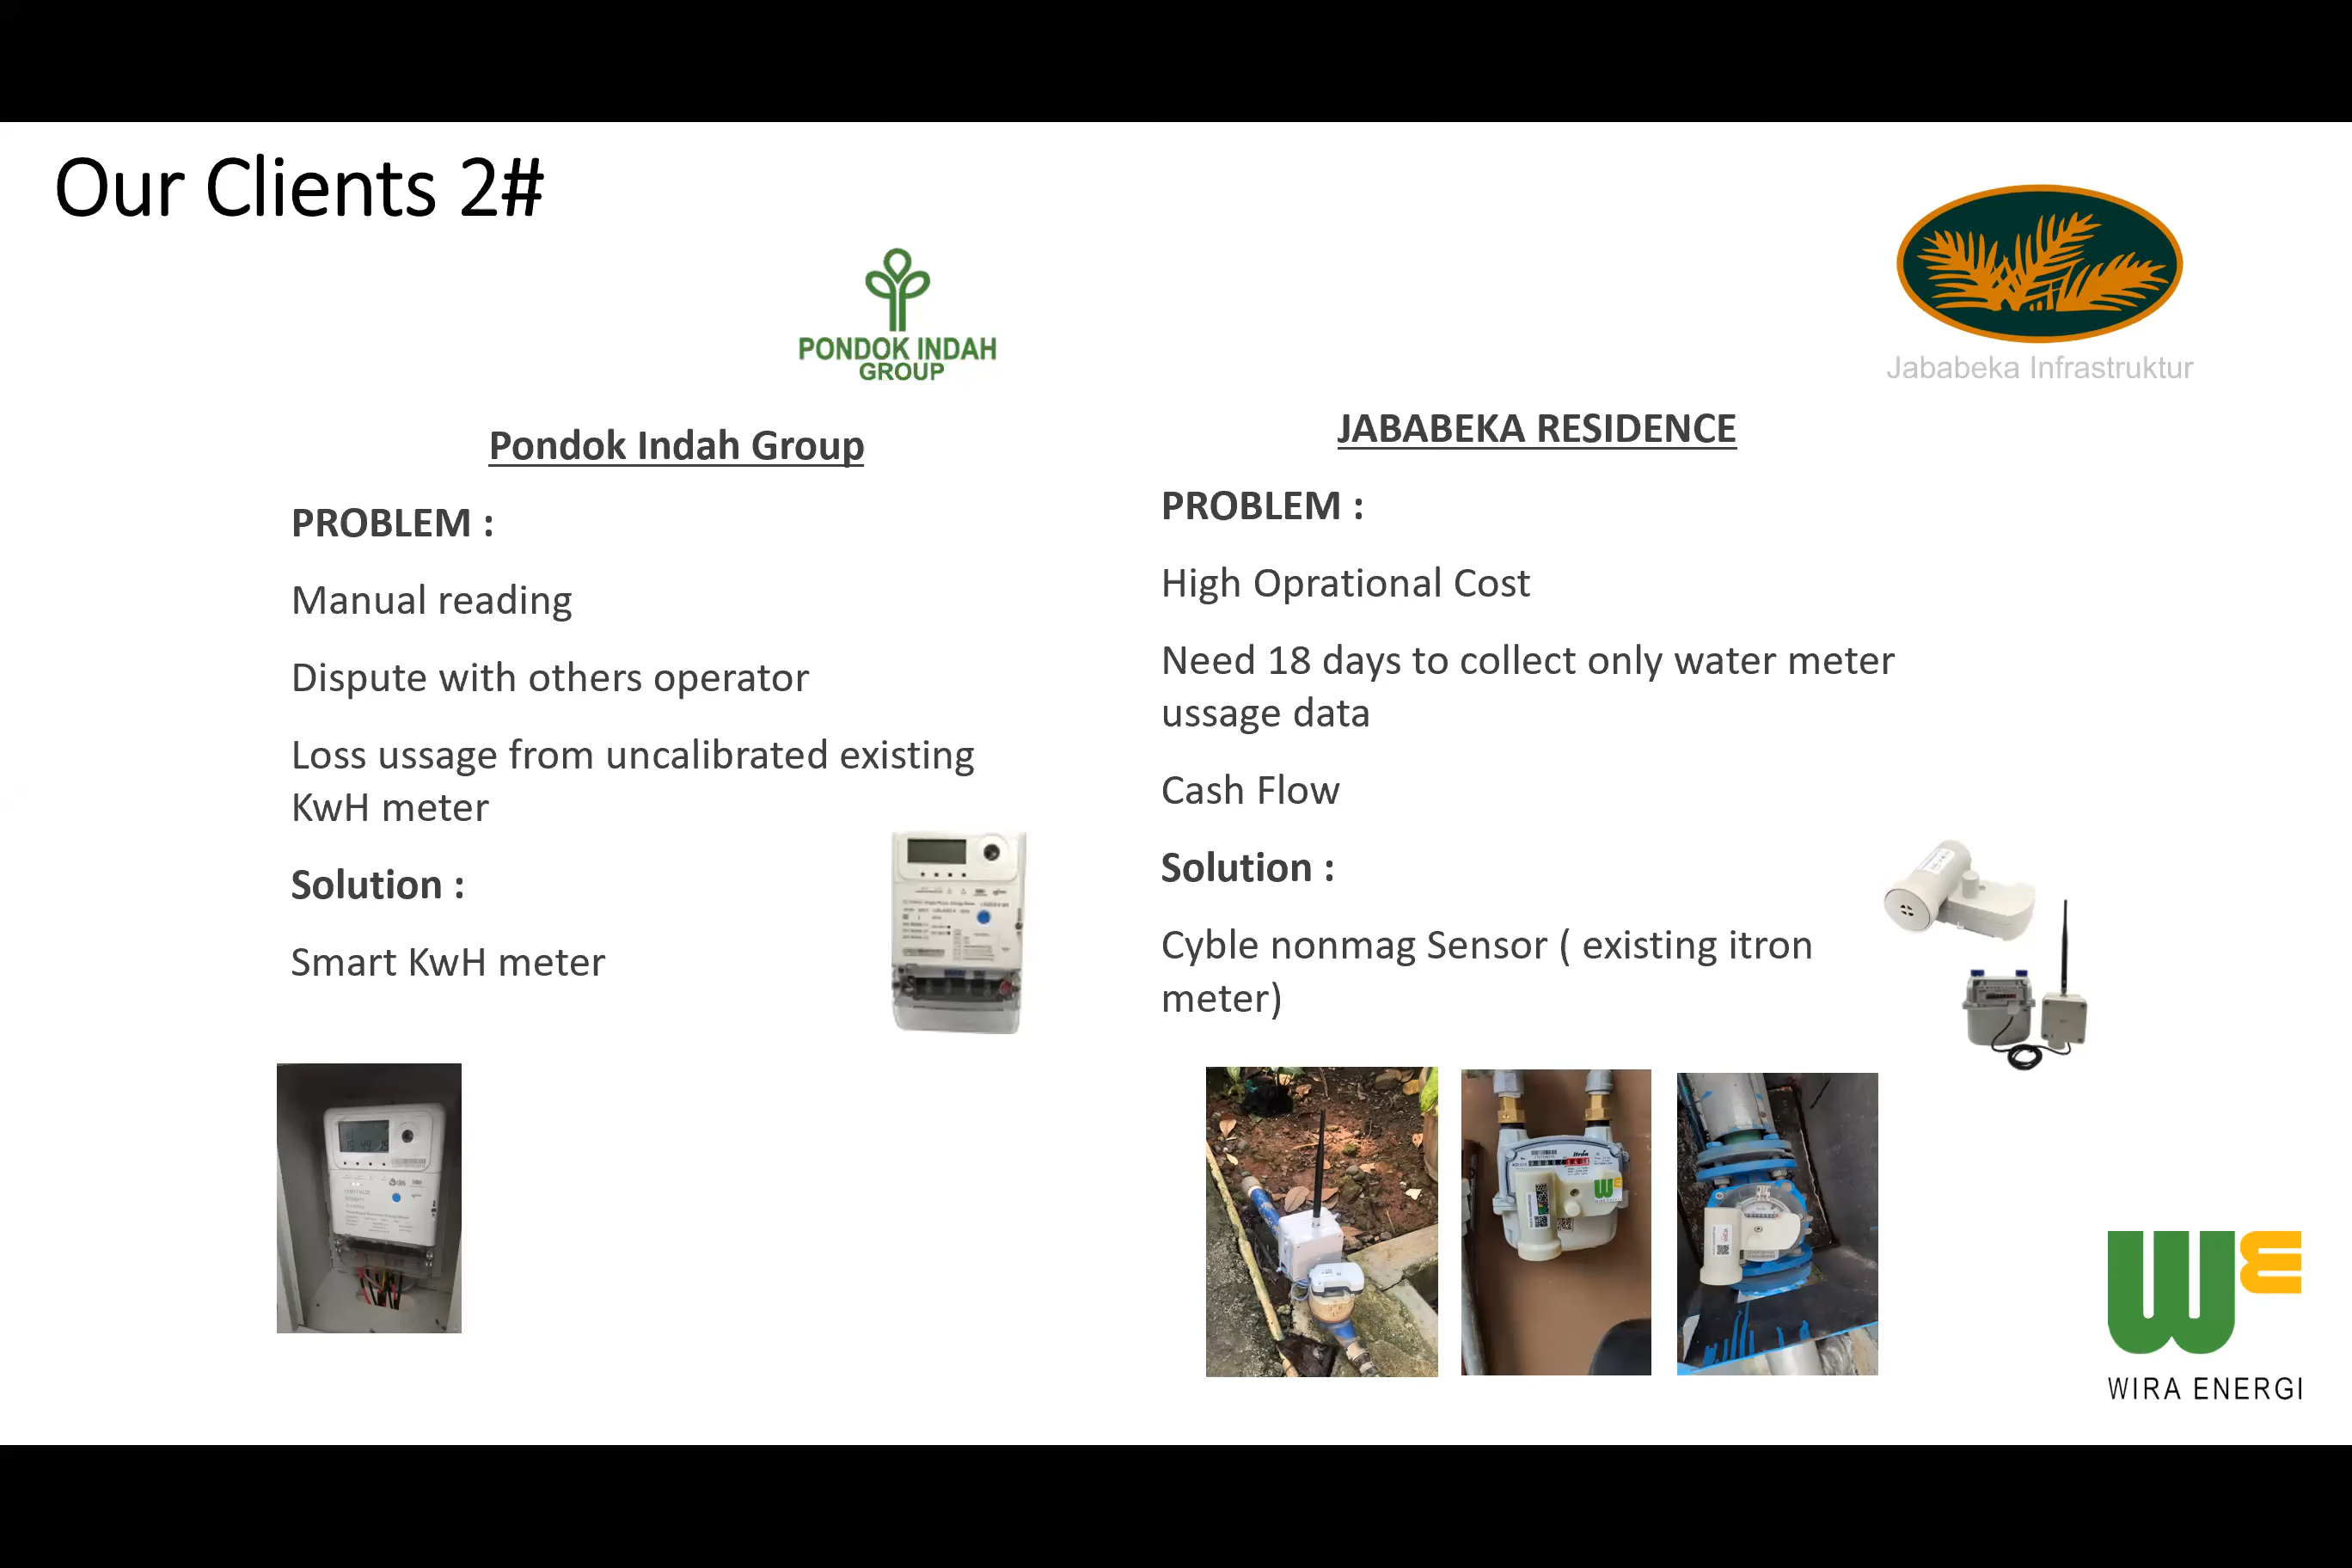 Our Clients 2#
PONDOK INDAH
GROUP
Pondok Indah Group
PROBLEM :
Manual reading
Dispute with others operator
Loss ussage from uncalibrated existing
KwH meter
Solution :
Smart KwH meter
Jababeka Infrastruktur
JABABEKA RESIDENCE
PROBLEM :
High Oprational Cost
Need 18 days to collect only water meter
ussage data
Cash Flow
Solution :
Cyble nonmag Sensor ( existing itron
meter)
Itron
WE
WIRA ENERGI